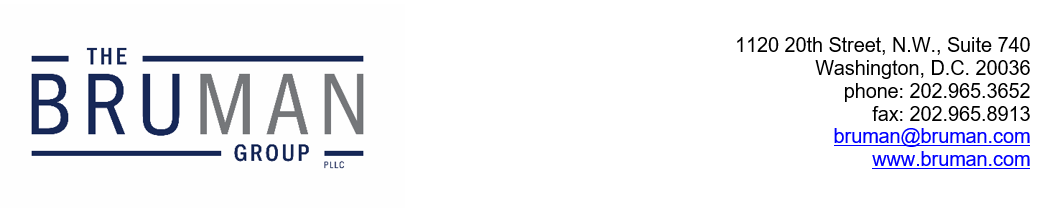 THE
BRUMAN
GROUP
PLLC
1120 20th Street, N.W., Suite 740
Washington, D.C. 20036
phone: 202.965.3652
fax: 202.965.8913
bruman@bruman.com
www.bruman.com